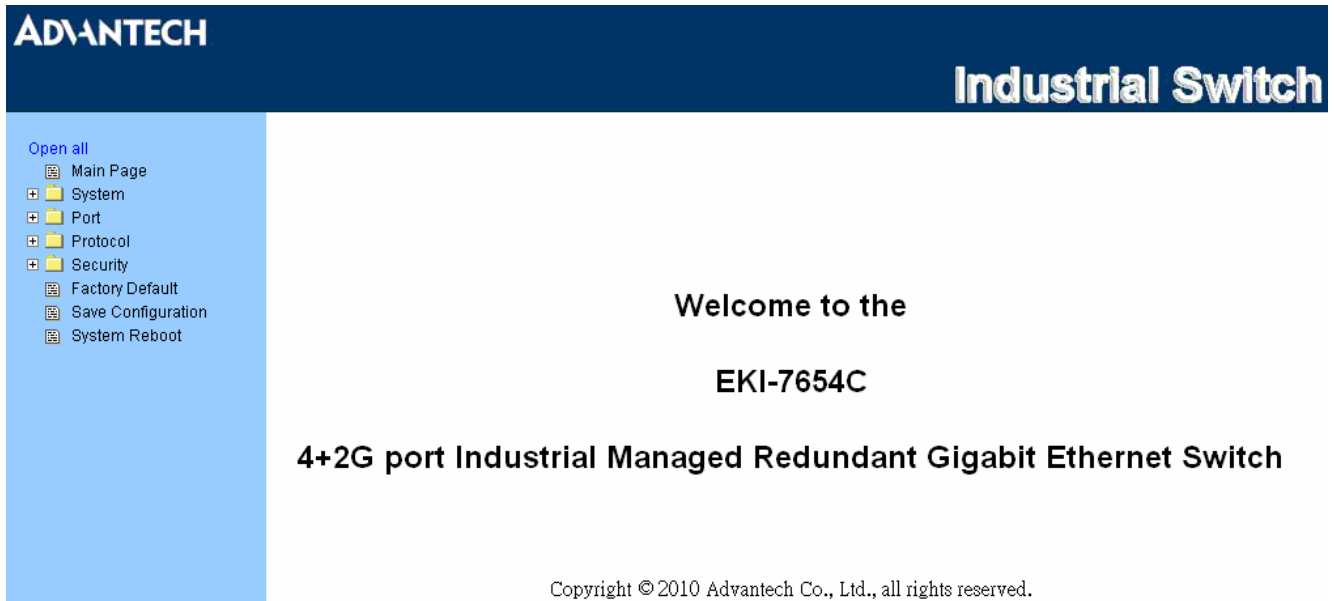 ADVANTECH
Industrial Switch
Open all
Main Page
System
Port
Protocol
Security
Factory Default
Save Configuration
System Reboot
Welcome to the
EKI-7654C
4+2G port Industrial Managed Redundant Gigabit Ethernet Switch
Copyright © 2010 Advantech Co., Ltd., all rights reserved.